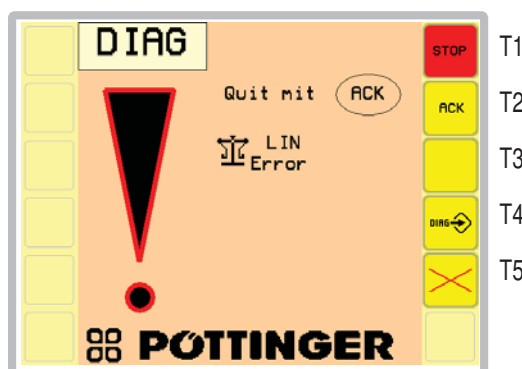 DIAG
STOP T1
Quit mit ACK
ACK T2
LIN
Error
T3
DIAG T4
T5
PÖTTINGER